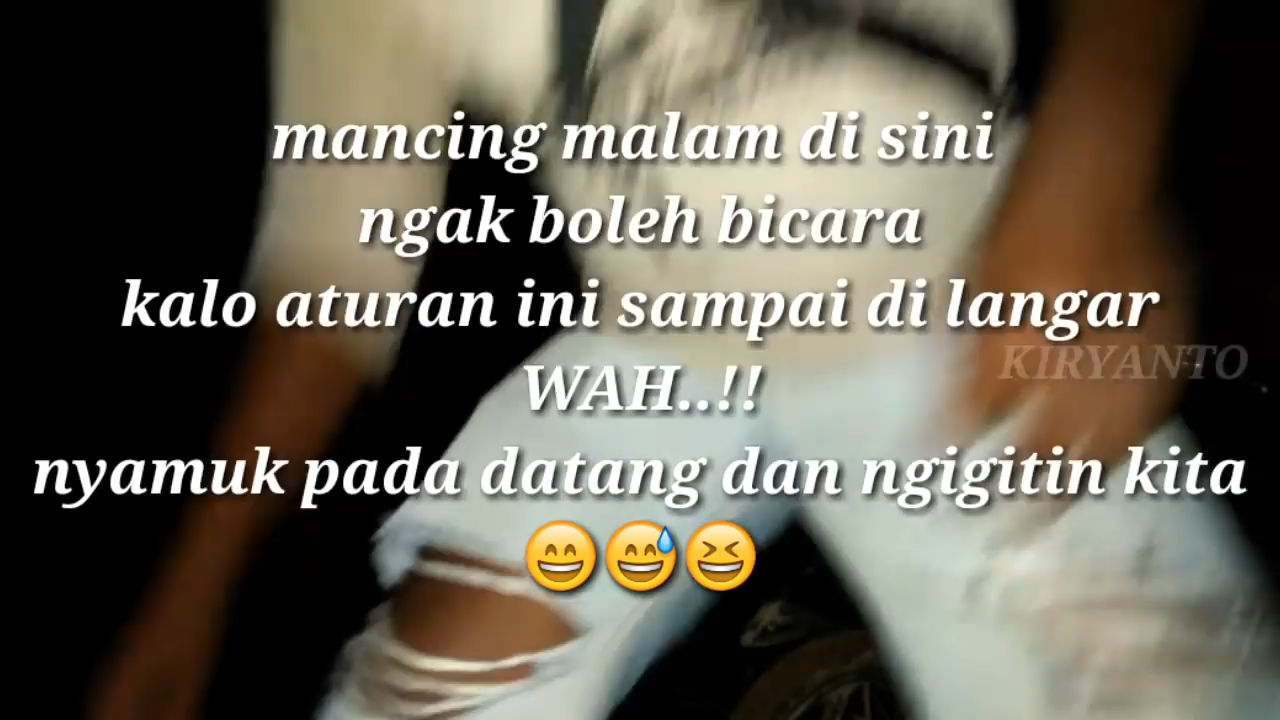 mancing malam di sini
ngak boleh bicara
kalo aturan ini sampai di langar
KIRYANTO
WAH..!!
nyamuk pada datang dan ngigitin kita
😄😅😆